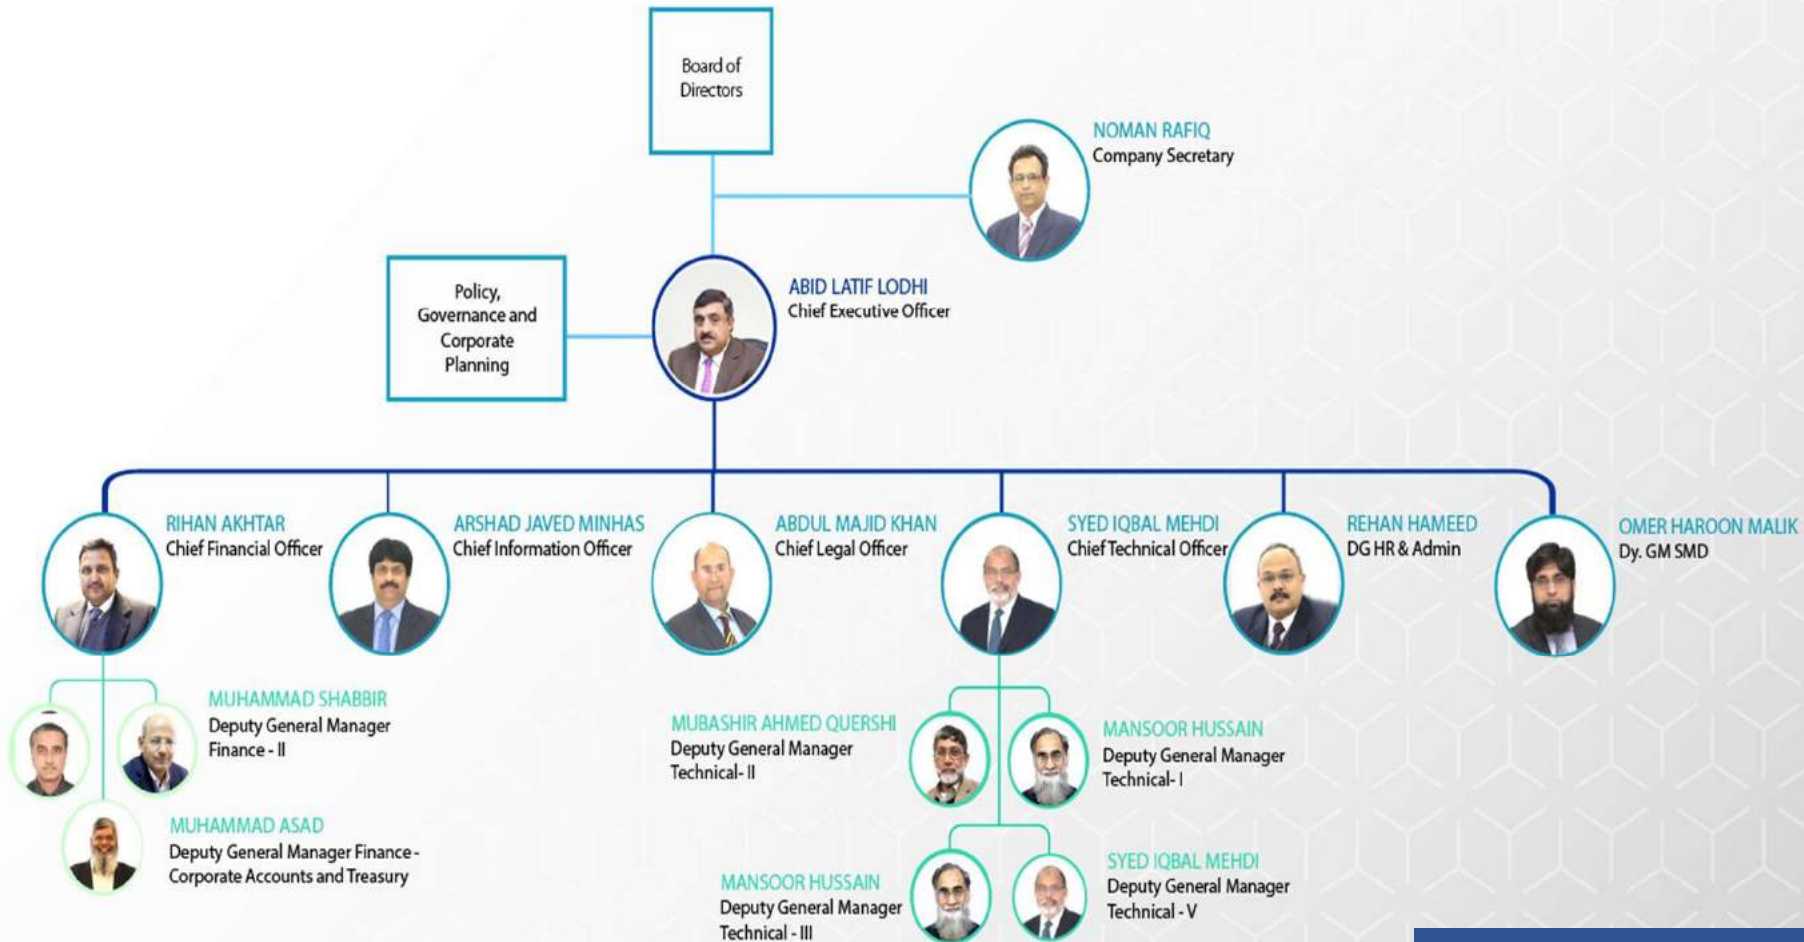 Board of
Directors
NOMAN RAFIQ
Company Secretary
Policy,
Governance and
Corporate
Planning
ABID LATIF LODHI
Chief Executive Officer
RIHAN AKHTAR
Chief Financial Officer
ARSHAD JAVED MINHAS
Chief Information Officer
ABDUL MAJID KHAN
Chief Legal Officer
SYED IQBAL MEHDI
Chief Technical Officer
REHAN HAMEED
DG HR & Admin
OMER HAROON MALIK
Dy. GM SMD
MUHAMMAD SHABBIR
Deputy General Manager
Finance - II
MUBASHIR AHMED QUERSHI
Deputy General Manager
Technical- II
MANSOOR HUSSAIN
Deputy General Manager
Technical- I
MUHAMMAD ASAD
Deputy General Manager Finance -
Corporate Accounts and Treasury
MANSOOR HUSSAIN
Deputy General Manager
Technical - III
SYED IQBAL MEHDI
Deputy General Manager
Technical - V